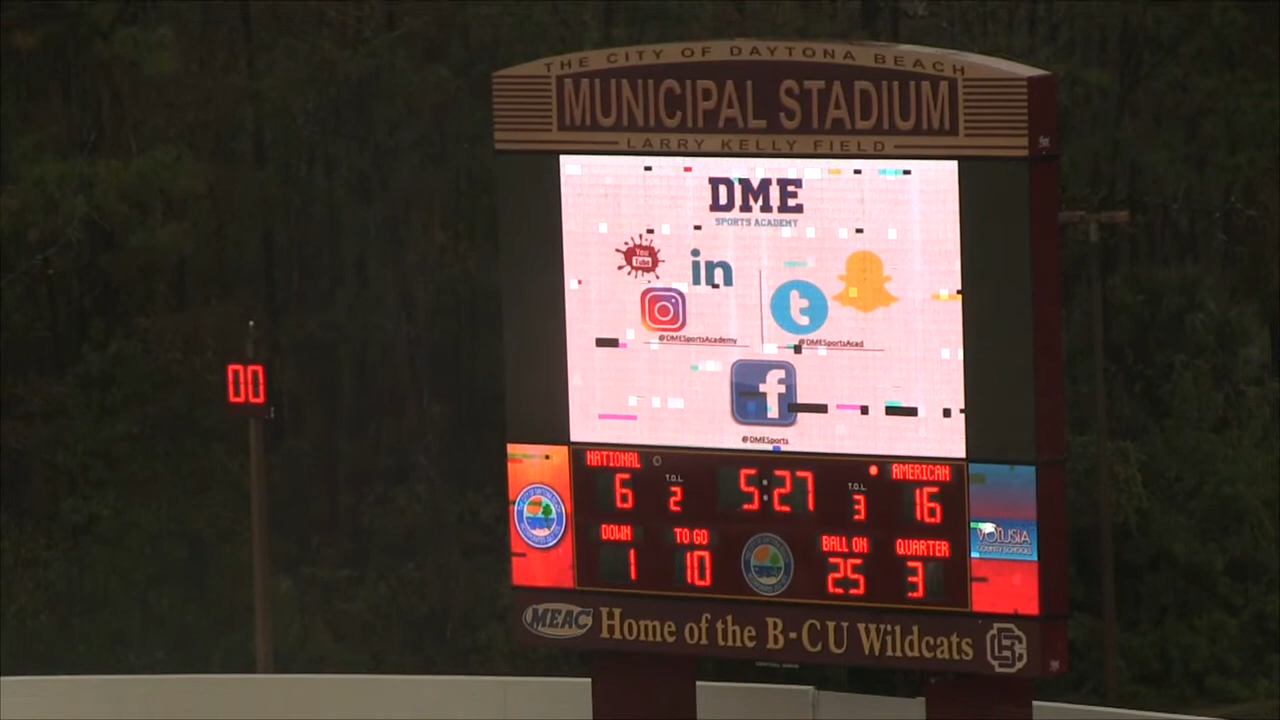 THE CITY OF DAYTONA BEACH
MUNICIPAL STADIUM
LARRY KELLY FIELD
DME
SPORTS ACADEMY
You
Tube
in
@DMESportsAcademy
@DMESportsAcad
f
@DMESports
00
NATIONAL
AMERICAN
6
T.O.L.
2
5:27
T.O.L.
3
16
DOWN
TO GO
BALL ON
QUARTER
1
10
25
3
VOLUSIA
COUNTY SCHOOLS
MEAC Home of the B-CU Wildcats